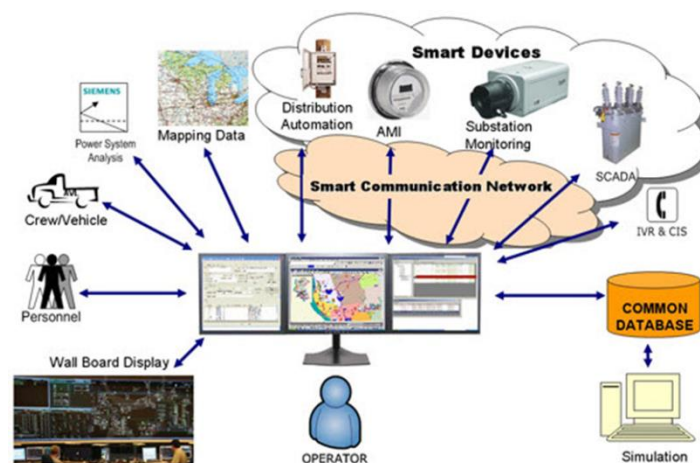 Smart Devices
SIEMENS
Power System
Analysis
Mapping Data
Distribution
Automation
AMI
Substation
Monitoring
SCADA
Smart Communication Network
IVR & CIS
AVL
Crew/Vehicle
Personnel
COMMON
DATABASE
Wall Board Display
OPERATOR
Simulation